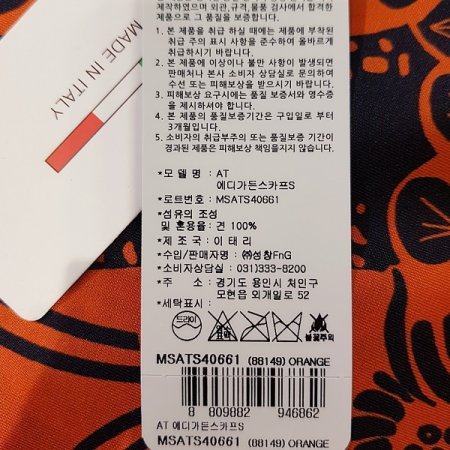 제작하였으며 외관,규격,물품 검사에서 합격한
제품으로 그 품질을 보증합니다.
1. 본 제품을 취급 하실 때에는 제품에 부착된
취급 주의 표시 사항을 준수하여 올바르게
취급하시기 바랍니다.
2. 본 제품에 이상이나 불만 사항이 발생되면
판매처나 본사 소비자 상담실로 문의하여
수선 또는 피해보상을 받으시기 바랍니다.
3. 피해보상 요구시에는 품질 보증서와 영수증
을 제시하셔야 합니다.
4. 본 제품의 품질보증기간은 구입일로 부터
3개월입니다.
5. 소비자의 취급부주의 또는 품질보증 기간이
경과된 제품은 피해보상 책임을지지 않습니다.
MADE IN ITALY
*모 델 명 : AT
에디가든스카프S
*로트번호: MSATS40661
*섬유의 조성
및 혼용율: 견 100%
*제 조 국 : 이 태 리
*수입/판매자명 : ㈜성창FnG
*소비자상담실: 031)333-8200
*주 소 : 경기도 용인시 처인구
모현읍 외개일로 52
*세탁표시:
드라이
불꽃주의
MSATS40661 (88149) ORANGE
8 809882 946862
AT 에디가든스카프S
MSATS40661 (88149) ORANGE